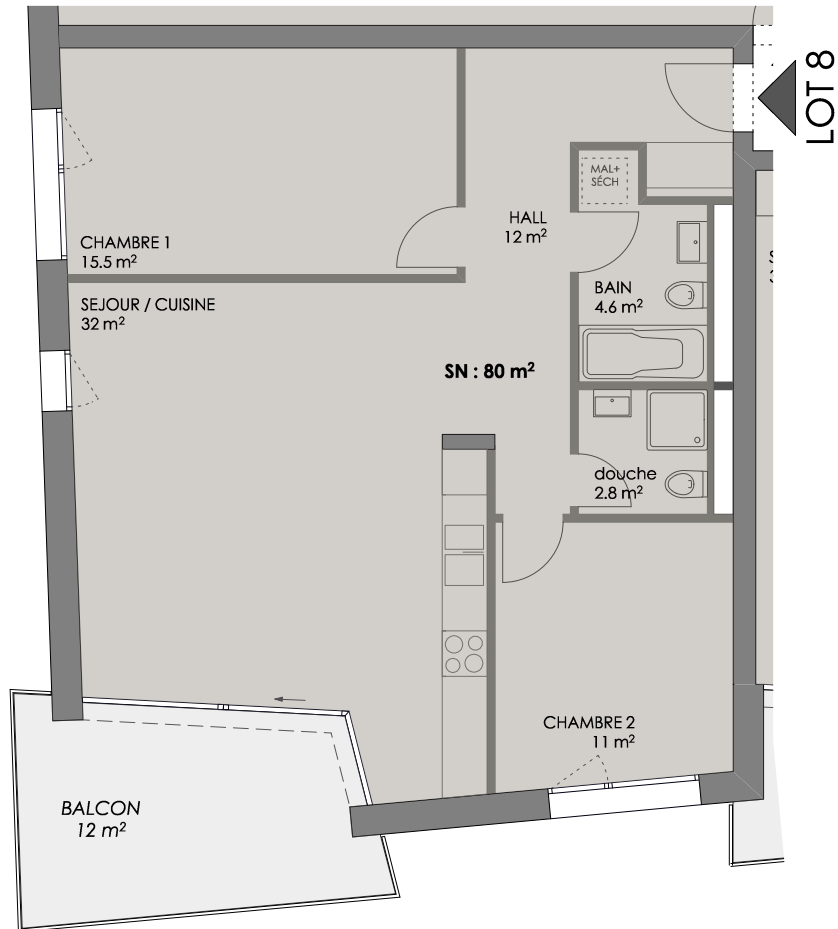 LOT 8
MAL+
SÉCH
HALL
12 m²
CHAMBRE 1
15.5 m²
BAIN
4.6 m²
SEJOUR / CUISINE
32 m²
SN : 80 m²
douche
2.8 m²
CHAMBRE 2
11 m²
BALCON
12 m²